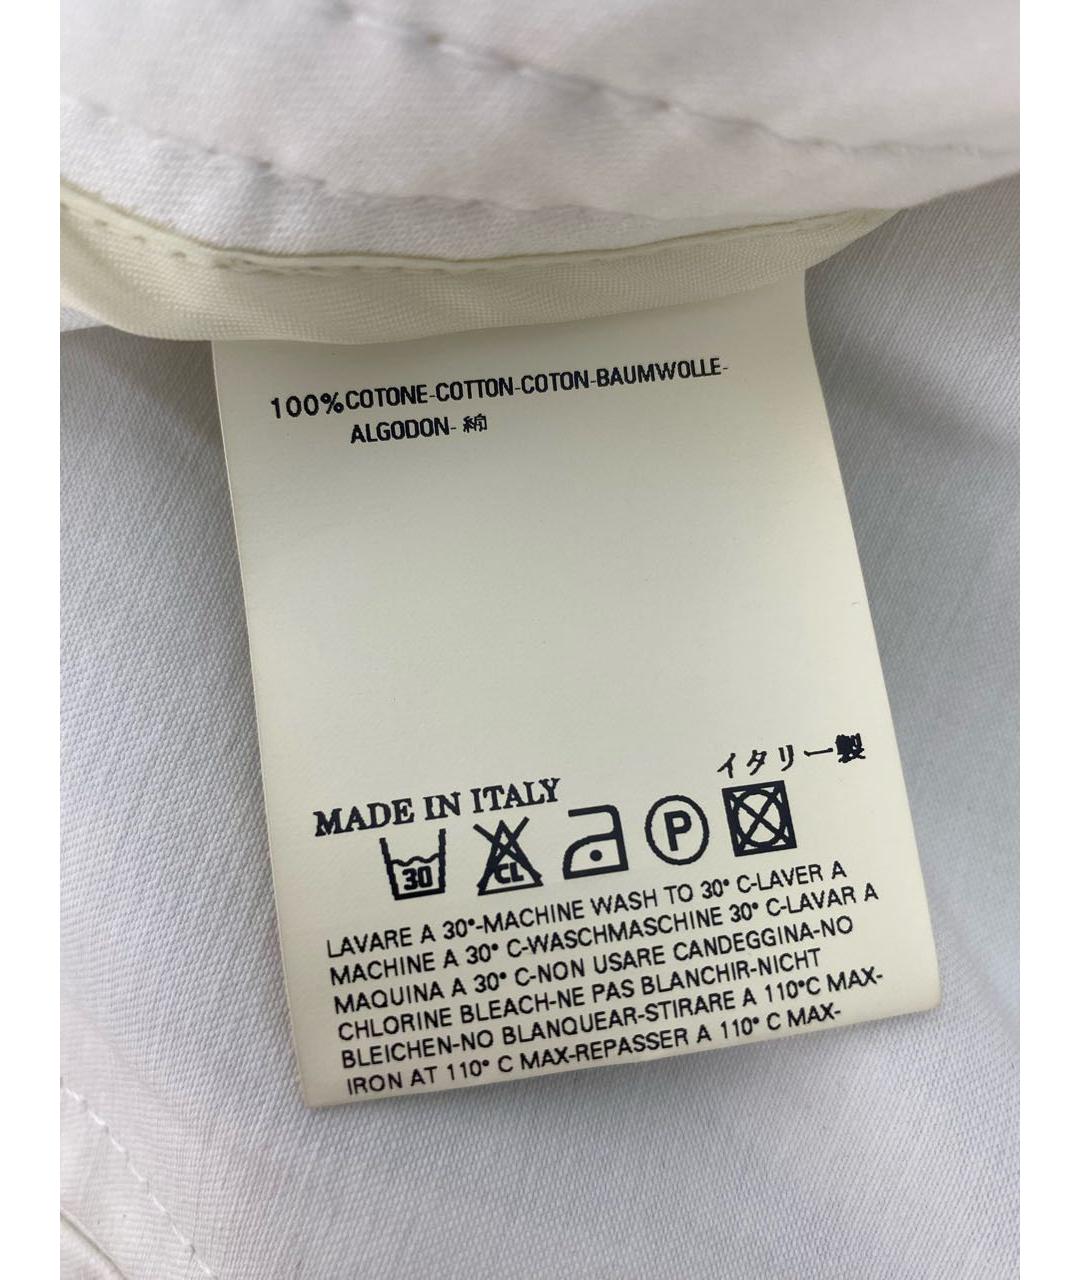 100%COTONE-COTTON-COTON-BAUMWOLLE-
ALGODON- 綿
イタリー製
MADE IN ITALY
30 CL P
LAVARE A 30°-MACHINE WASH TO 30° C-LAVER A
MACHINE A 30° C-WASCHMASCHINE 30° C-LAVAR A
MAQUINA A 30° C-NON USARE CANDEGGINA-NO
CHLORINE BLEACH-NE PAS BLANCHIR-NICHT
BLEICHEN-NO BLANQUEAR-STIRARE A 110°C MAX-
IRON AT 110° C MAX-REPASSER A 110° C MAX-